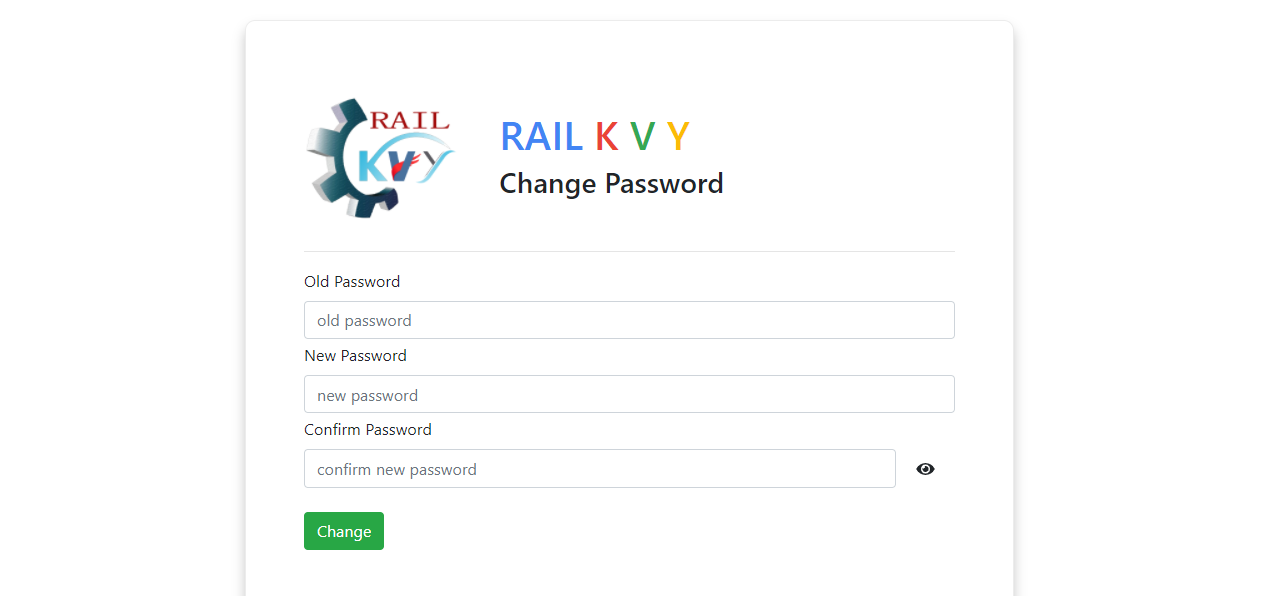 RAIL
KVY
RAIL K V Y
Change Password
Old Password
old password
New Password
new password
Confirm Password
confirm new password
Change